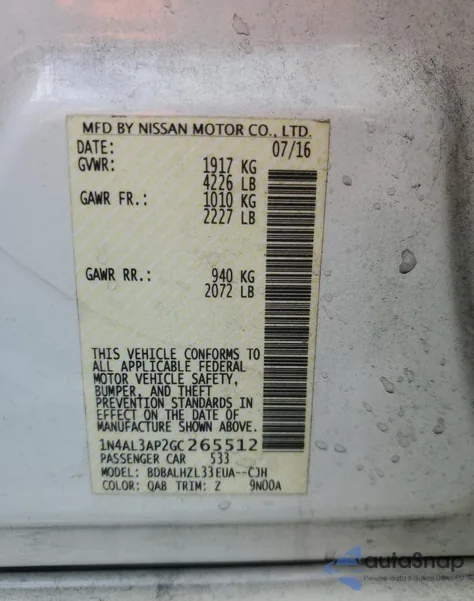 MFD BY NISSAN MOTOR CO., LTD.
DATE: 07/16
GVWR: 1917 KG
4226 LB
GAWR FR.: 1010 KG
2227 LB
GAWR RR.: 940 KG
2072 LB
THIS VEHICLE CONFORMS TO
ALL APPLICABLE FEDERAL
MOTOR VEHICLE SAFETY,
BUMPER, AND THEFT
PREVENTION STANDARDS IN
EFFECT ON THE DATE OF
MANUFACTURE SHOWN ABOVE.
1N4AL3AP2GC265512
PASSENGER CAR 533
MODEL: BDBALHZL33EUA--CJH
COLOR: QAB TRIM: Z 9N00A
autoSnap